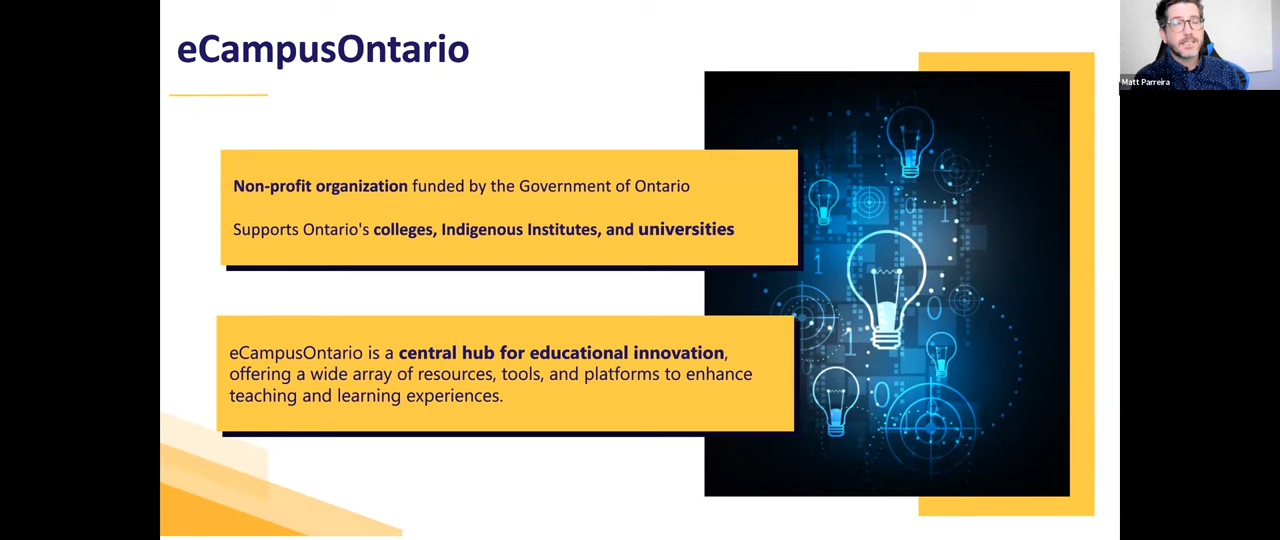 eCampusOntario
Matt Parreira
Non-profit organization funded by the Government of Ontario
Supports Ontario's colleges, Indigenous Institutes, and universities
eCampusOntario is a central hub for educational innovation,
offering a wide array of resources, tools, and platforms to enhance
teaching and learning experiences.